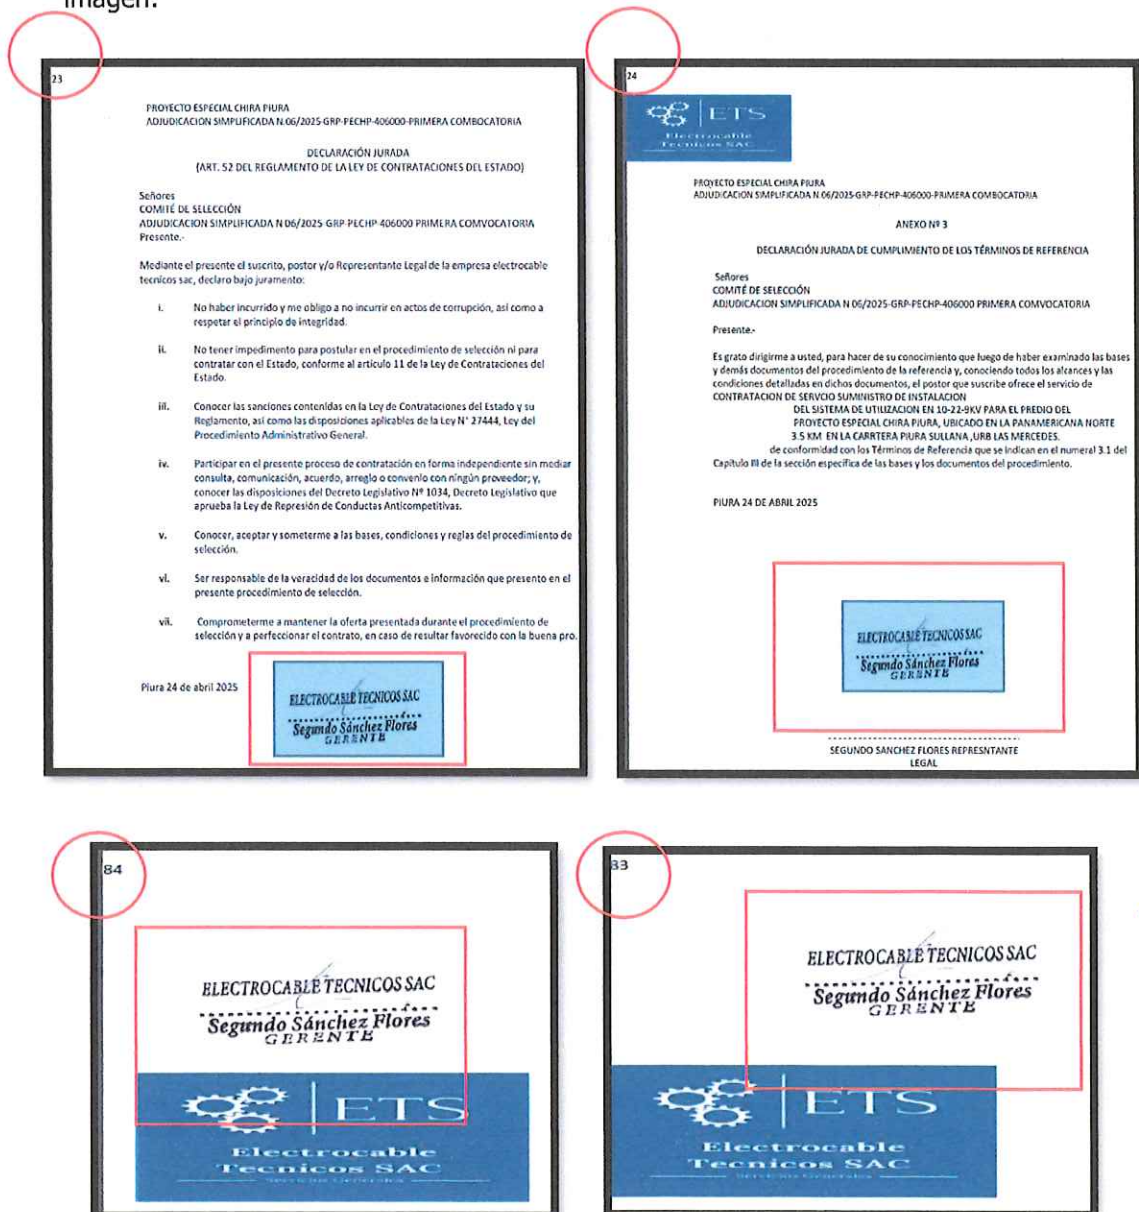 imagen:
23
PROYECTO ESPECIAL CHIRA PIURA
ADJUDICACION SIMPLIFICADA N.06/2025-GRP-PECHP-406000-PRIMERA COMBOCATORIA
DECLARACIÓN JURADA
(ART. 52 DEL REGLAMENTO DE LA LEY DE CONTRATACIONES DEL ESTADO)
Señores
COMITÉ DE SELECCIÓN
ADJUDICACION SIMPLIFICADA N 06/2025-GRP-PECHP-406000 PRIMERA COMVOCATORIA
Presente.-
Mediante el presente el suscrito, postor y/o Representante Legal de la empresa electrocable
tecnicos sac, declaro bajo juramento:
i. No haber incurrido y me obligo a no incurrir en actos de corrupción, así como a
respetar el principio de integridad.
ii. No tener impedimento para postular en el procedimiento de selección ni para
contratar con el Estado, conforme al artículo 11 de la Ley de Contrataciones del
Estado.
iii. Conocer las sanciones contenidas en la Ley de Contrataciones del Estado y su
Reglamento, así como las disposiciones aplicables de la Ley N° 27444, Ley del
Procedimiento Administrativo General.
iv. Participar en el presente proceso de contratación en forma independiente sin mediar
consulta, comunicación, acuerdo, arreglo o convenio con ningún proveedor; y,
conocer las disposiciones del Decreto Legislativo Nº 1034, Decreto Legislativo que
aprueba la Ley de Represión de Conductas Anticompetitivas.
v. Conocer, aceptar y someterme a las bases, condiciones y reglas del procedimiento de
selección.
vi. Ser responsable de la veracidad de los documentos e información que presento en el
presente procedimiento de selección.
vii. Comprometerme a mantener la oferta presentada durante el procedimiento de
selección y a perfeccionar el contrato, en caso de resultar favorecido con la buena pro.
Piura 24 de abril 2025
ELECTROCABLE TECNICOS SAC
Segundo Sánchez Flores
GERENTE
24
ETS
Electrocable
Tecnicos SAC
PROYECTO ESPECIAL CHIRA PIURA
ADJUDICACION SIMPLIFICADA N.06/2025-GRP-PECHP-406000-PRIMERA COMBOCATORIA
ANEXO Nº 3
DECLARACIÓN JURADA DE CUMPLIMIENTO DE LOS TÉRMINOS DE REFERENCIA
Señores
COMITÉ DE SELECCIÓN
ADJUDICACION SIMPLIFICADA N 06/2025-GRP-PECHP-406000 PRIMERA COMVOCATORIA
Presente.-
Es grato dirigirme a usted, para hacer de su conocimiento que luego de haber examinado las bases
y demás documentos del procedimiento de la referencia y, conociendo todos los alcances y las
condiciones detalladas en dichos documentos, el postor que suscribe ofrece el servicio de
CONTRATACION DE SERVCIO SUMINISTRO DE INSTALACION
DEL SISTEMA DE UTILIZACION EN 10-22-9KV PARA EL PREDIO DEL
PROYECTO ESPECIAL CHIRA PIURA, UBICADO EN LA PANAMERICANA NORTE
3.5 KM EN LA CARRTERA PIURA SULLANA ,URB LAS MERCEDES.
de conformidad con los Términos de Referencia que se indican en el numeral 3.1 del
Capítulo III de la sección específica de las bases y los documentos del procedimiento.
PIURA 24 DE ABRIL 2025
ELECTROCABLE TECNICOS SAC
Segundo Sánchez Flores
GERENTE
SEGUNDO SANCHEZ FLORES REPRESNTANTE
LEGAL
84
ELECTROCABLE TECNICOS SAC
Segundo Sánchez Flores
GERENTE
ETS
Electrocable
Tecnicos SAC
Servicios Generales
83
ELECTROCABLE TECNICOS SAC
Segundo Sánchez Flores
GERENTE
ETS
Electrocable
Tecnicos SAC
Servicios Generales